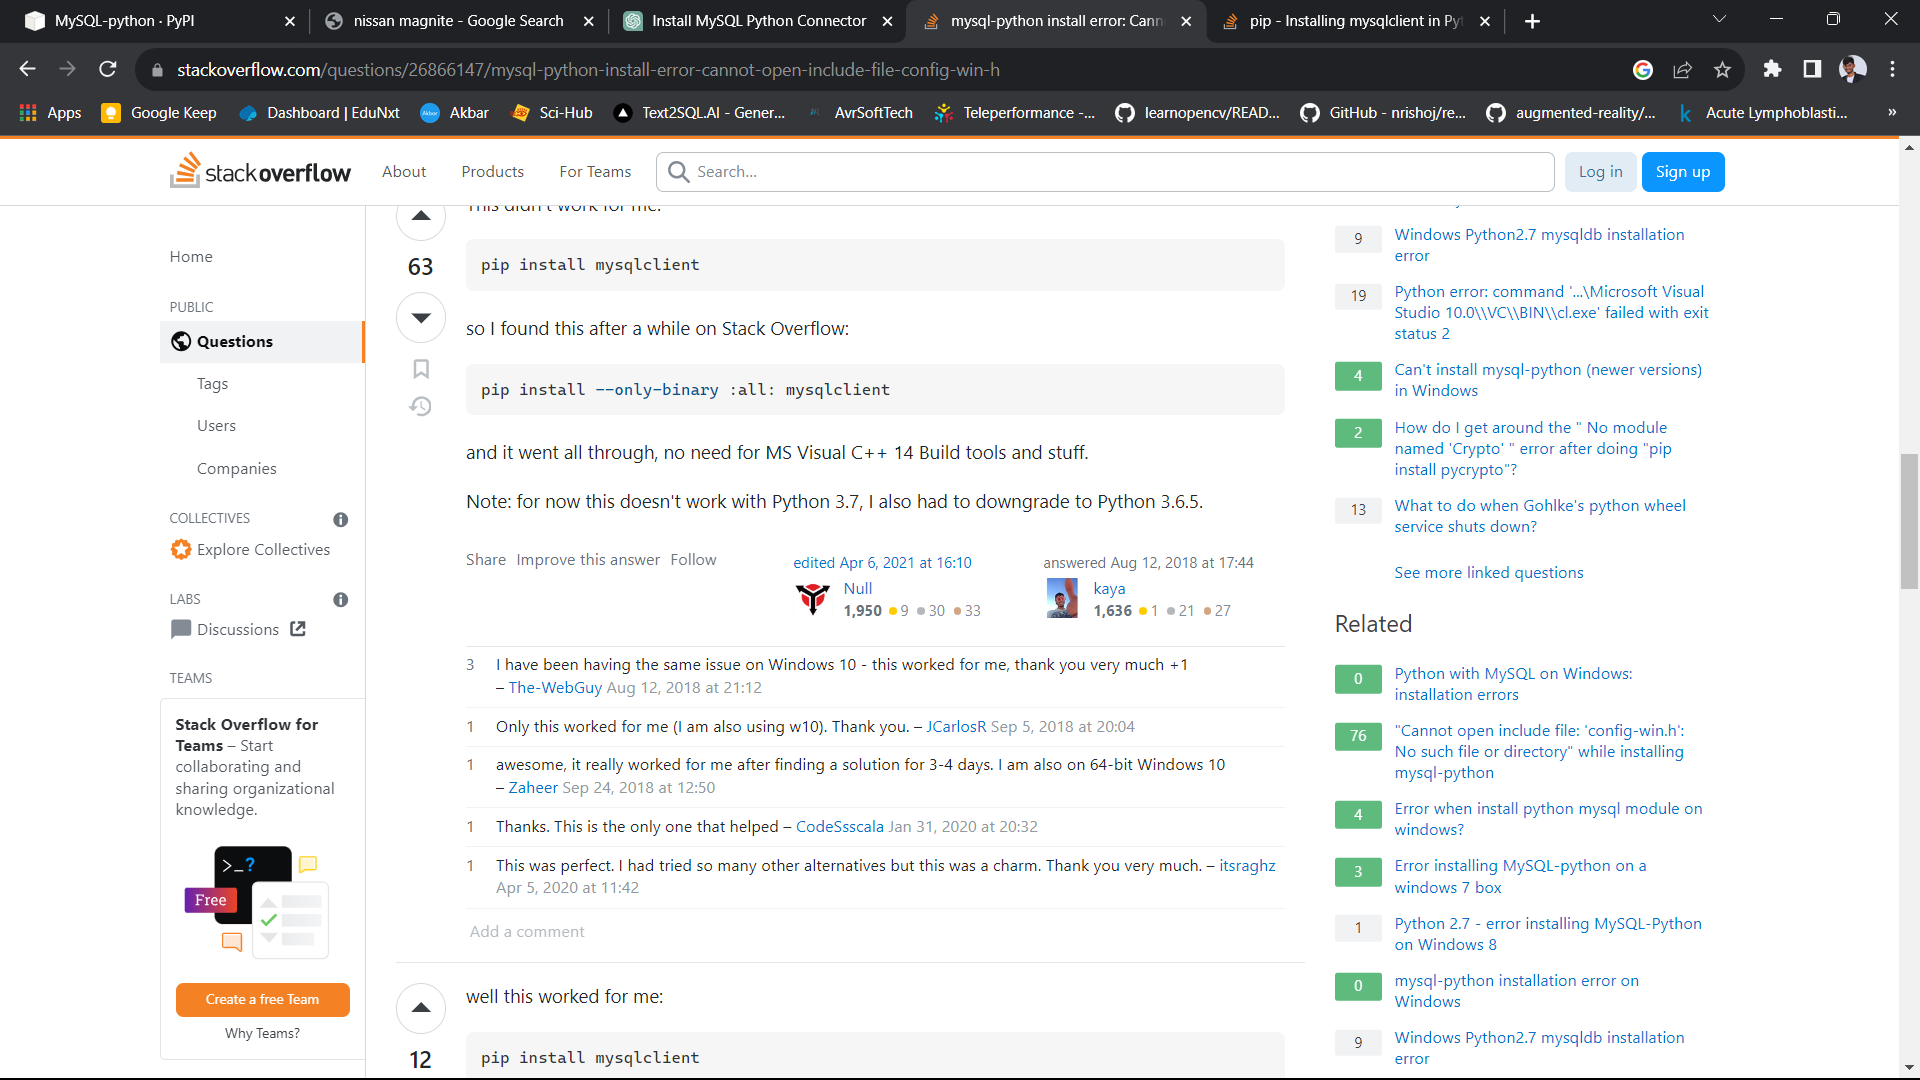 MySQL-python · PyPI
nissan magnite - Google Search
Install MySQL Python Connector
mysql-python install error: Cann
pip - Installing mysqlclient in Pyt
stackoverflow.com/questions/26866147/mysql-python-install-error-cannot-open-include-file-config-win-h
Apps
Google Keep
Dashboard | EduNxt
Akbar
Sci-Hub
Text2SQL.AI - Gener...
AvrSoftTech
Teleperformance -...
learnopencv/READ...
GitHub - nrishoj/re...
augmented-reality/...
Acute Lymphoblasti...
»
stackoverflow
About
Products
For Teams
Search...
Log in
Sign up
Home
PUBLIC
Questions
Tags
Users
Companies
COLLECTIVES
Explore Collectives
LABS
Discussions
TEAMS
Stack Overflow for
Teams – Start
collaborating and
sharing organizational
knowledge.
>_?
Free
Create a free Team
Why Teams?
This didn't work for me:
63
pip install mysqlclient
so I found this after a while on Stack Overflow:
pip install --only-binary :all: mysqlclient
and it went all through, no need for MS Visual C++ 14 Build tools and stuff.
Note: for now this doesn't work with Python 3.7, I also had to downgrade to Python 3.6.5.
Share Improve this answer Follow
edited Apr 6, 2021 at 16:10
Null
1,950 9 30 33
answered Aug 12, 2018 at 17:44
kaya
1,636 1 21 27
3 I have been having the same issue on Windows 10 - this worked for me, thank you very much +1
– The-WebGuy Aug 12, 2018 at 21:12
1 Only this worked for me (I am also using w10). Thank you. – JCarlosR Sep 5, 2018 at 20:04
1 awesome, it really worked for me after finding a solution for 3-4 days. I am also on 64-bit Windows 10
– Zaheer Sep 24, 2018 at 12:50
1 Thanks. This is the only one that helped – CodeSsscala Jan 31, 2020 at 20:32
1 This was perfect. I had tried so many other alternatives but this was a charm. Thank you very much. – itsraghz
Apr 5, 2020 at 11:42
Add a comment
well this worked for me:
12
pip install mysqlclient
9 Windows Python2.7 mysqldb installation
error
19 Python error: command '...\Microsoft Visual
Studio 10.0\\VC\\BIN\\cl.exe' failed with exit
status 2
4 Can't install mysql-python (newer versions)
in Windows
2 How do I get around the " No module
named 'Crypto' " error after doing "pip
install pycrypto"?
13 What to do when Gohlke's python wheel
service shuts down?
See more linked questions
Related
0 Python with MySQL on Windows:
installation errors
76 "Cannot open include file: 'config-win.h':
No such file or directory" while installing
mysql-python
4 Error when install python mysql module on
windows?
3 Error installing MySQL-python on a
windows 7 box
1 Python 2.7 - error installing MySQL-Python
on Windows 8
0 mysql-python installation error on
Windows
9 Windows Python2.7 mysqldb installation
error